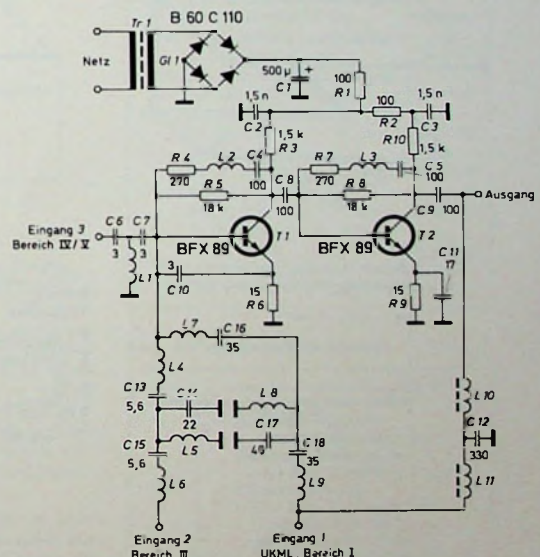 Tr 1
B 60 C 110
Netz
Gl 1
500 µ
+
C 1
100
R 1
1,5 n
C 2
100
R 2
1,5 n
C 3
1,5 k
R 3
R 10
1,5 k
R 4
270
L 2
C 4
100
R 5
18 k
C 8
100
R 7
270
L 3
C 5
100
R 8
18 k
C 9
100
Ausgang
Eingang 3
Bereich IV/V
C 6
3
C 7
3
L 1
BFX 89
T 1
BFX 89
T 2
3
C 10
15
R 6
15
R 9
C 11
17
L 7
C 16
35
L 4
C 13
5,6
22
L 8
L 10
C 15
5,6
L 5
C 17
C 18
35
C 12
330
L 6
L 9
L 11
Eingang 2
Bereich III
Eingang 1
UKML, Bereich I